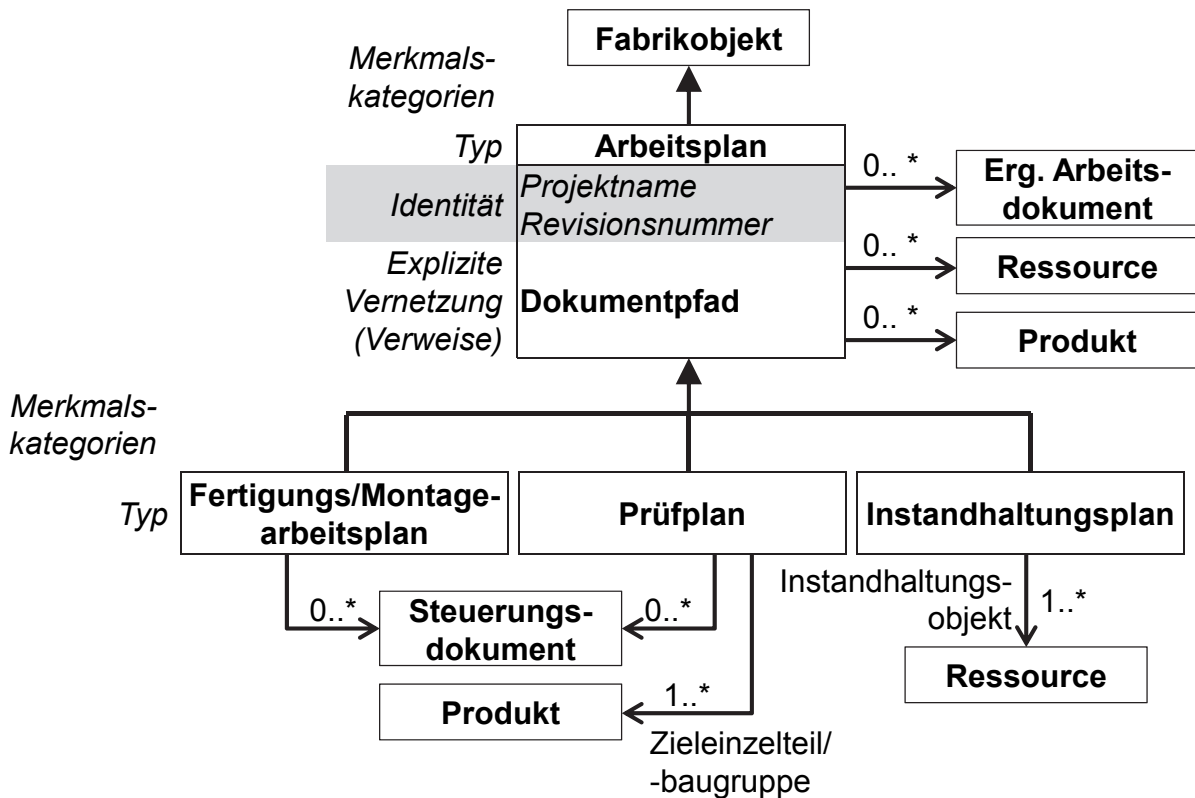 Fabrikobjekt
Merkmals-
kategorien
Typ
Arbeitsplan
Identität
Projektname
Revisionsnummer
Explizite
Vernetzung
(Verweise)
Dokumentpfad
0.. *
Erg. Arbeits-
dokument
0.. *
Ressource
0.. *
Produkt
Merkmals-
kategorien
Typ
Fertigungs/Montage-
arbeitsplan
Prüfplan
Instandhaltungsplan
0..*
Steuerungs-
dokument
0..*
Instandhaltungs-
objekt
1..*
Ressource
Produkt
1..*
Zieleinzelteil/
-baugruppe